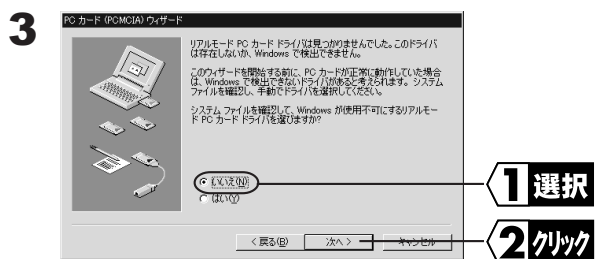 3
PC カード (PCMCIA) ウィザード
リアルモード PC カード ドライバは見つかりませんでした。このドライバ
は存在しないか、Windows で検出できません。
このウィザードを開始する前に、PC カードが正常に動作していた場合
は、Windows で検出できないドライバがあると考えられます。システム
ファイルを確認し、手動でドライバを選択してください。
システム ファイルを確認して、Windows が使用不可にするリアルモー
ド PC カード ドライバを選びますか?
いいえ(N)
はい(Y)
1 選択
< 戻る(B)
次へ >
キャンセル
2 クリック